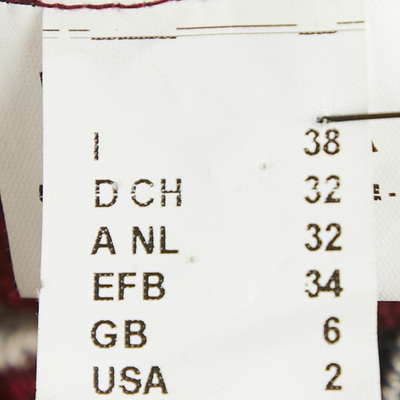 I 38
D CH 32
A NL 32
EFB 34
GB 6
USA 2